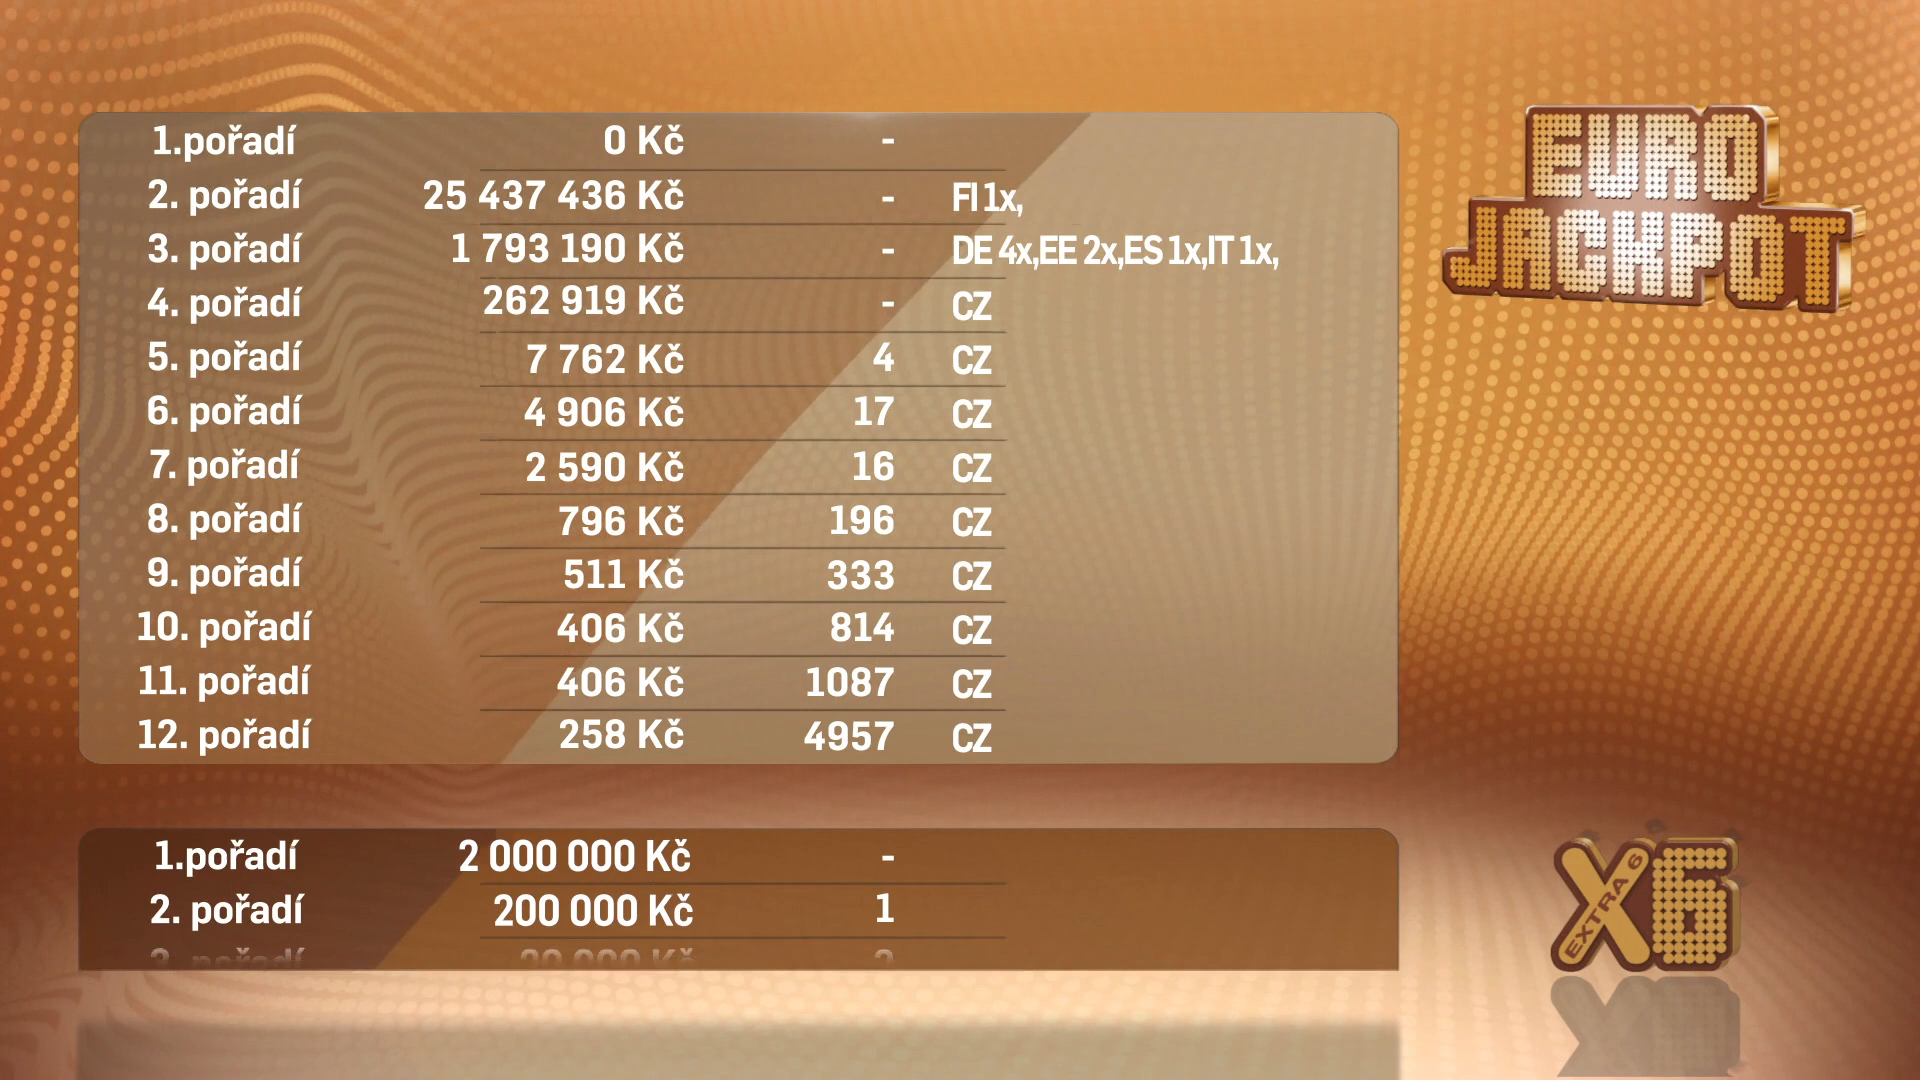 1.pořadí 0 Kč -
2. pořadí 25 437 436 Kč - FI 1x,
3. pořadí 1 793 190 Kč - DE 4x,EE 2x,ES 1x,IT 1x,
4. pořadí 262 919 Kč - CZ
5. pořadí 7 762 Kč 4 CZ
6. pořadí 4 906 Kč 17 CZ
7. pořadí 2 590 Kč 16 CZ
8. pořadí 796 Kč 196 CZ
9. pořadí 511 Kč 333 CZ
10. pořadí 406 Kč 814 CZ
11. pořadí 406 Kč 1087 CZ
12. pořadí 258 Kč 4957 CZ
EURO
JACKPOT
1.pořadí 2 000 000 Kč -
2. pořadí 200 000 Kč 1
pořadí Kč
X6
EXTRA 6